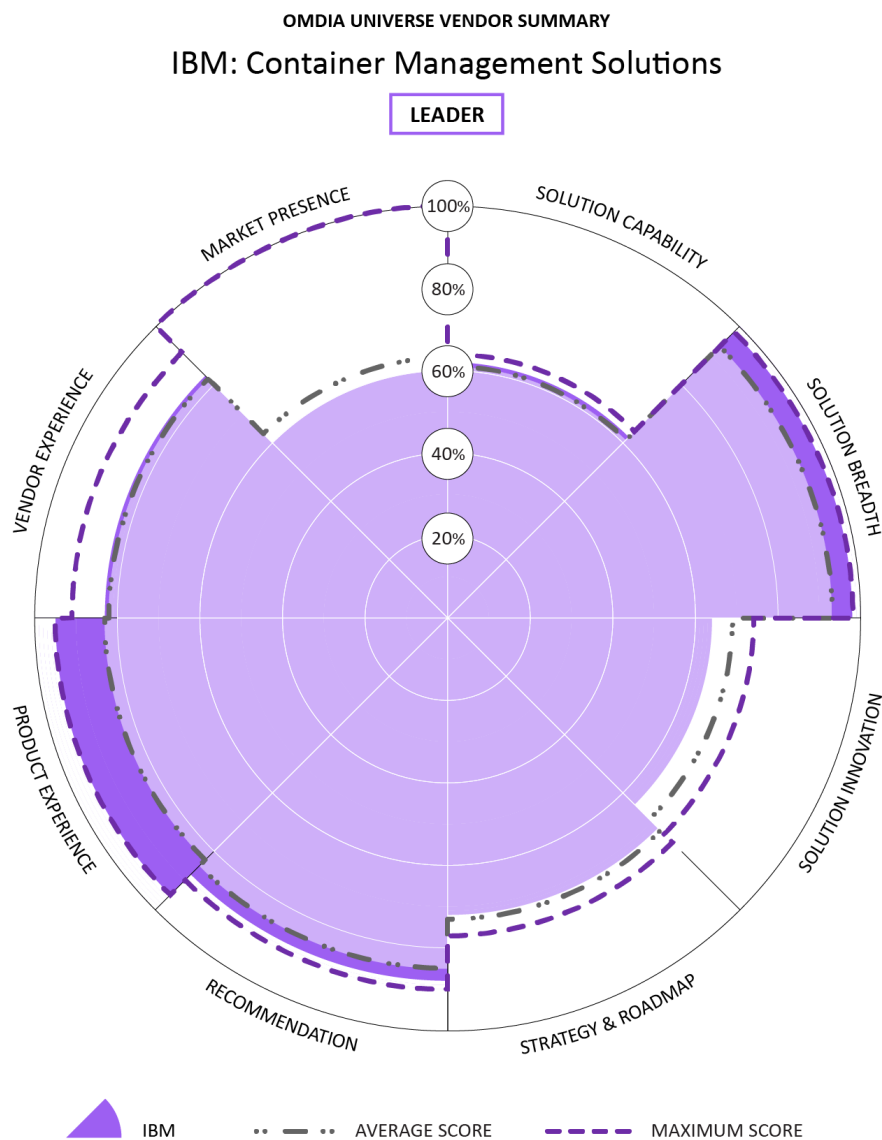 OMDIA UNIVERSE VENDOR SUMMARY
IBM: Container Management Solutions
LEADER
MARKET PRESENCE
SOLUTION CAPABILITY
100%
80%
60%
40%
20%
VENDOR EXPERIENCE
SOLUTION BREADTH
PRODUCT EXPERIENCE
SOLUTION INNOVATION
RECOMMENDATION
STRATEGY & ROADMAP
IBM
AVERAGE SCORE
MAXIMUM SCORE